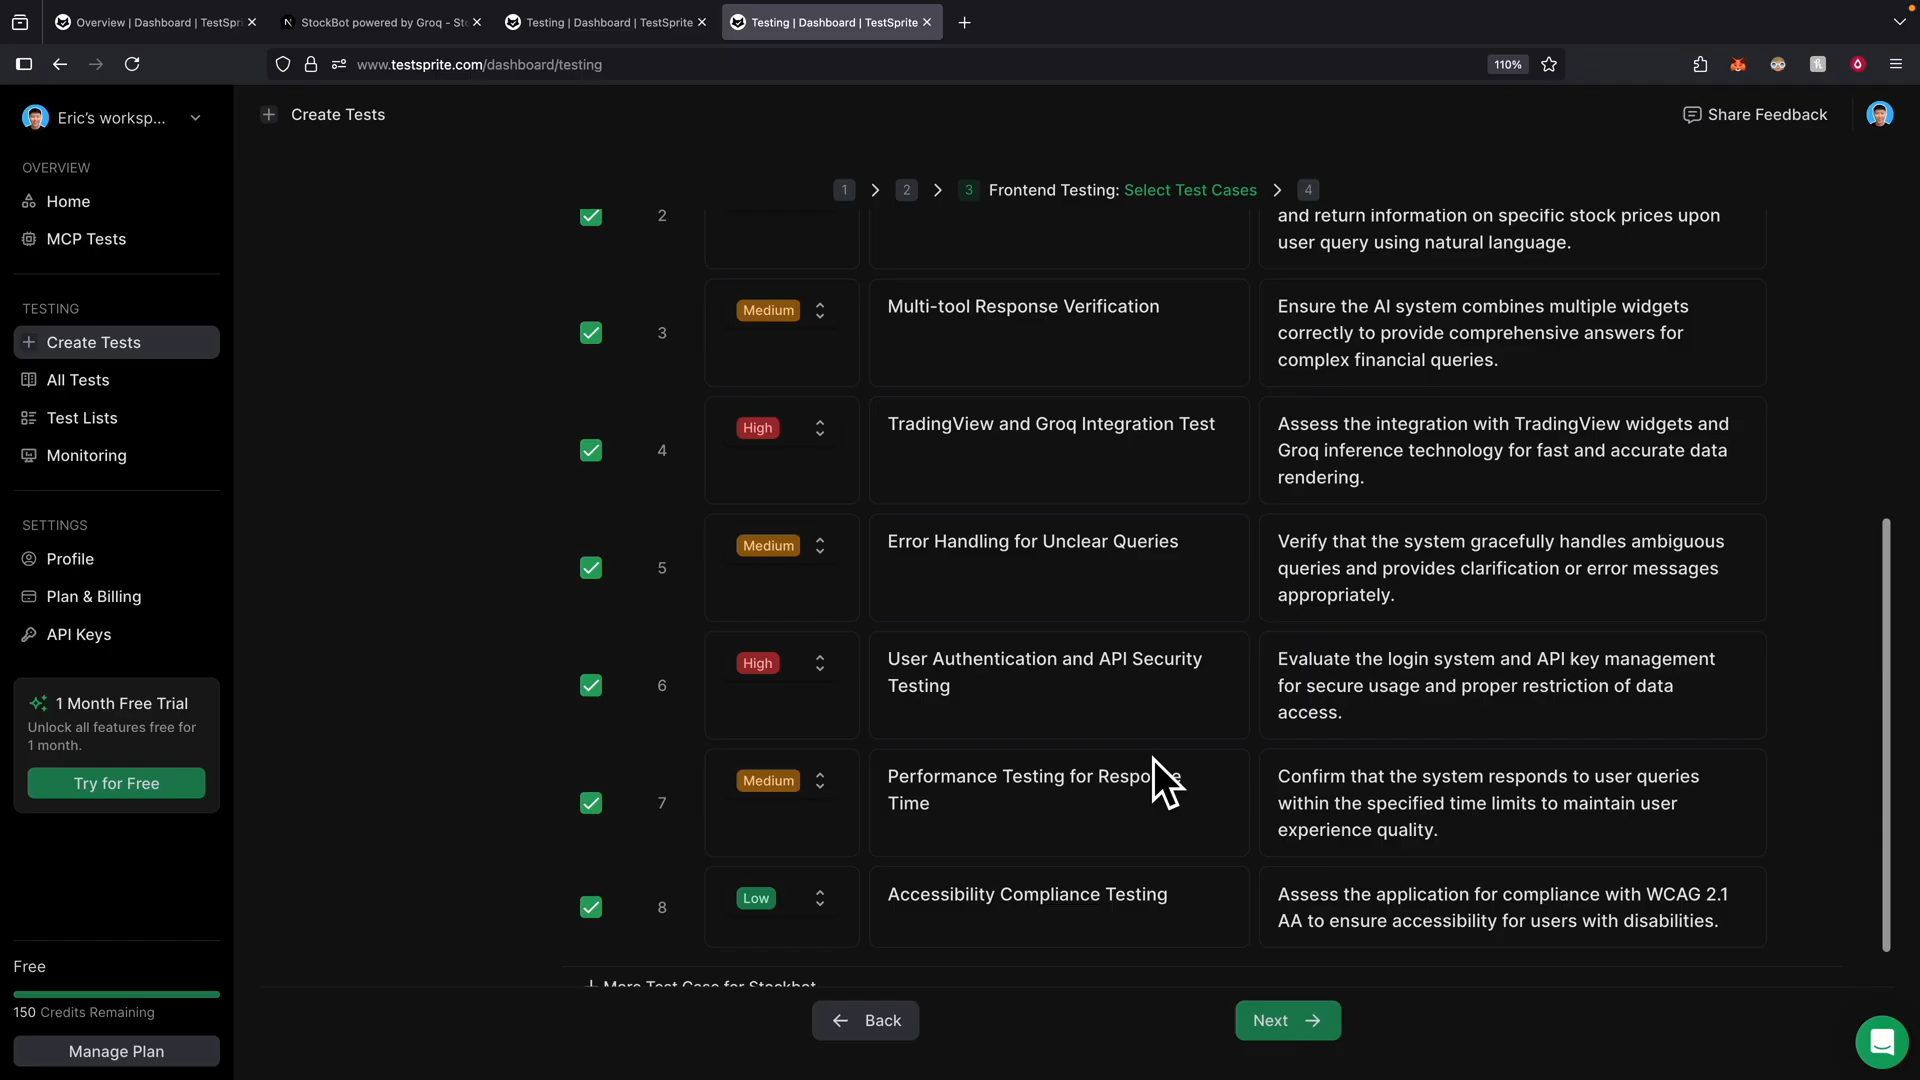 Overview | Dashboard | TestSpri
StockBot powered by Groq - Sto
Testing | Dashboard | TestSprite
Testing | Dashboard | TestSprite
www.testsprite.com/dashboard/testing
110%
Eric's worksp...
OVERVIEW
Home
MCP Tests
TESTING
Create Tests
All Tests
Test Lists
Monitoring
SETTINGS
Profile
Plan & Billing
API Keys
1 Month Free Trial
Unlock all features free for
1 month.
Try for Free
Free
150 Credits Remaining
Manage Plan
Create Tests
Share Feedback
1
2
3 Frontend Testing: Select Test Cases
4
2
and return information on specific stock prices upon
user query using natural language.
3
Medium
Multi-tool Response Verification
Ensure the AI system combines multiple widgets
correctly to provide comprehensive answers for
complex financial queries.
4
High
TradingView and Groq Integration Test
Assess the integration with TradingView widgets and
Groq inference technology for fast and accurate data
rendering.
5
Medium
Error Handling for Unclear Queries
Verify that the system gracefully handles ambiguous
queries and provides clarification or error messages
appropriately.
6
High
User Authentication and API Security
Testing
Evaluate the login system and API key management
for secure usage and proper restriction of data
access.
7
Medium
Performance Testing for Response
Time
Confirm that the system responds to user queries
within the specified time limits to maintain user
experience quality.
8
Low
Accessibility Compliance Testing
Assess the application for compliance with WCAG 2.1
AA to ensure accessibility for users with disabilities.
+ More Test Case for Stockbot
Back
Next